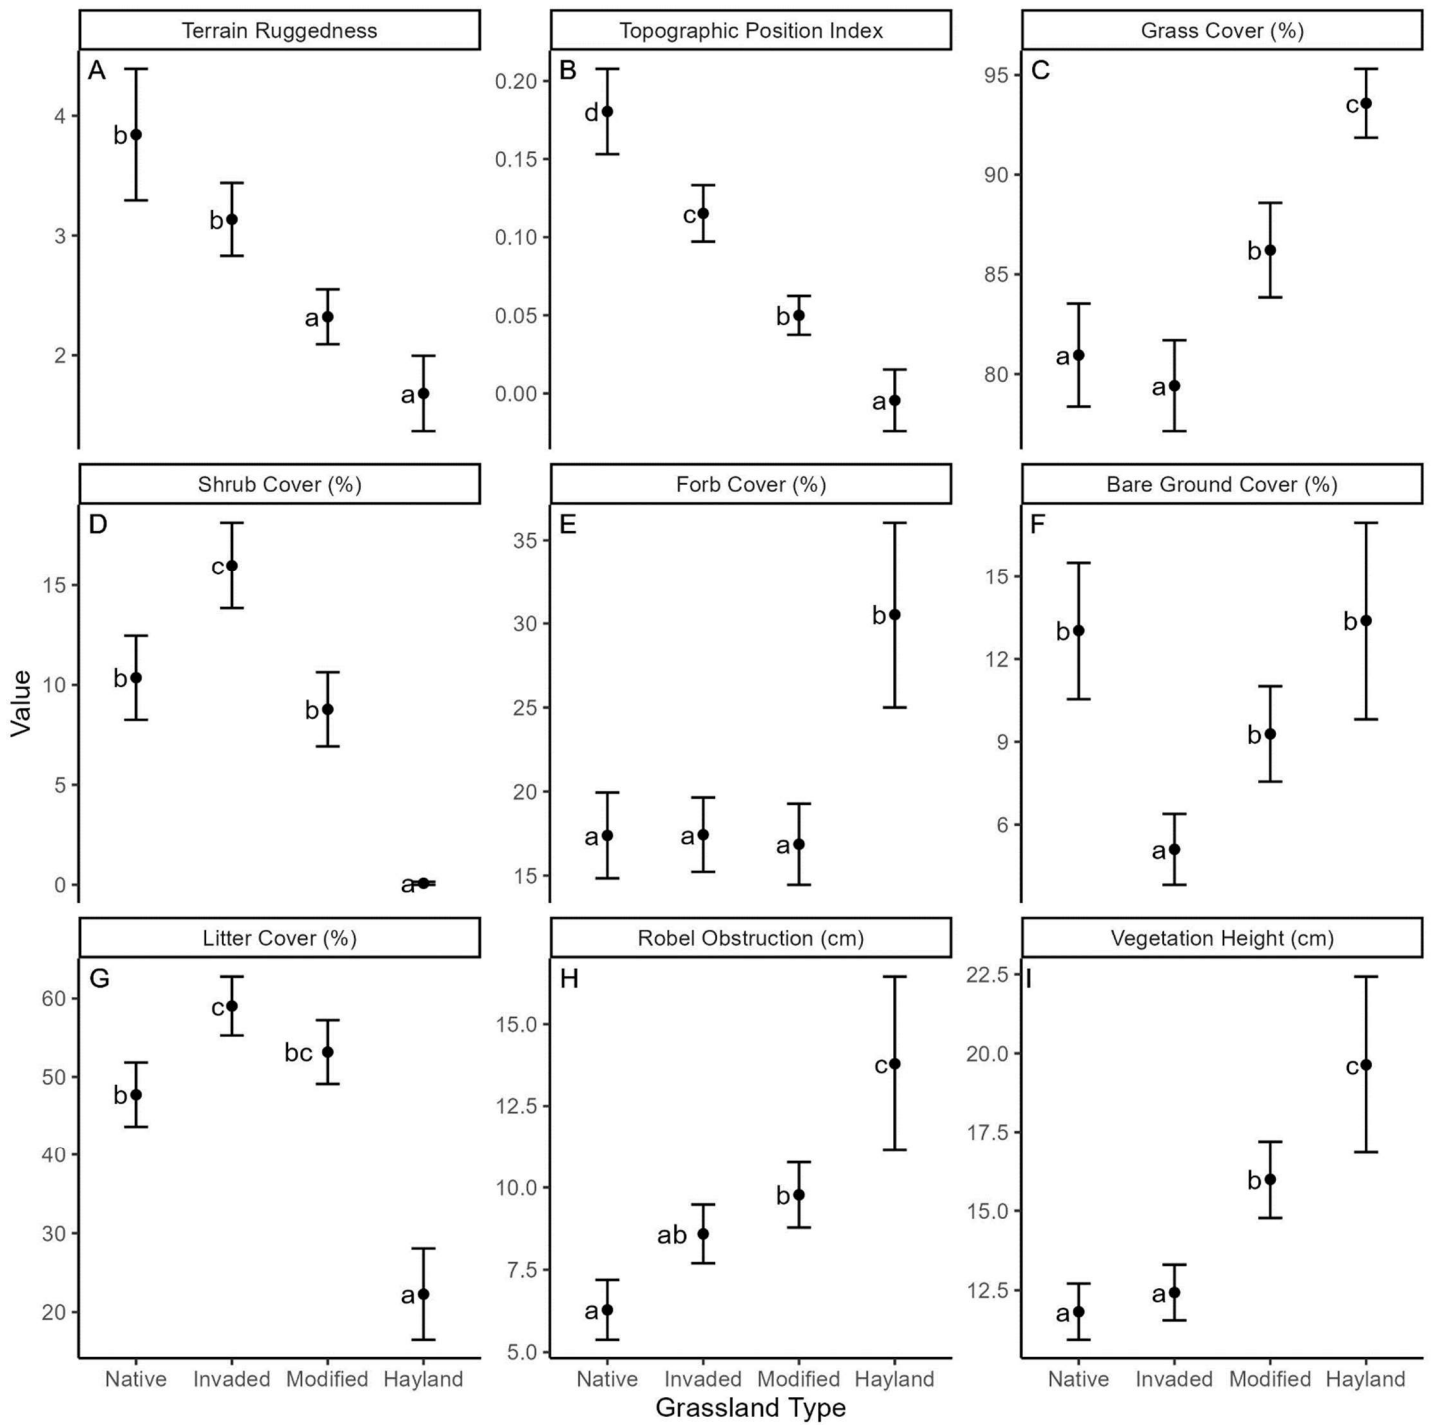 Terrain Ruggedness
Topographic Position Index
Grass Cover (%)
A
4
3
2
b
b
a
a
B
0.20
0.15
0.10
0.05
0.00
d
c
b
a
C
95
90
85
80
a
a
b
c
Shrub Cover (%)
Forb Cover (%)
Bare Ground Cover (%)
D
15
10
5
0
b
c
b
a
E
35
30
25
20
15
a
a
a
b
F
15
12
9
6
b
a
b
b
Value
Litter Cover (%)
Robel Obstruction (cm)
Vegetation Height (cm)
G
60
50
40
30
20
b
c
bc
a
H
15.0
12.5
10.0
7.5
5.0
a
ab
b
c
I
22.5
20.0
17.5
15.0
12.5
a
a
b
c
Native Invaded Modified Hayland
Native Invaded Modified Hayland
Native Invaded Modified Hayland
Grassland Type